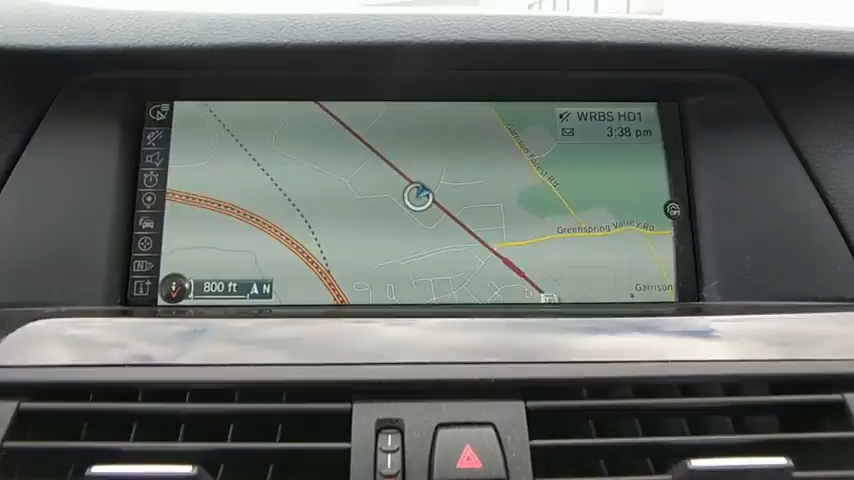 WRBS HD1
3:38 pm
Garrison Forest Rd
Greenspring Valley Rd
Garrison
800 ft
N